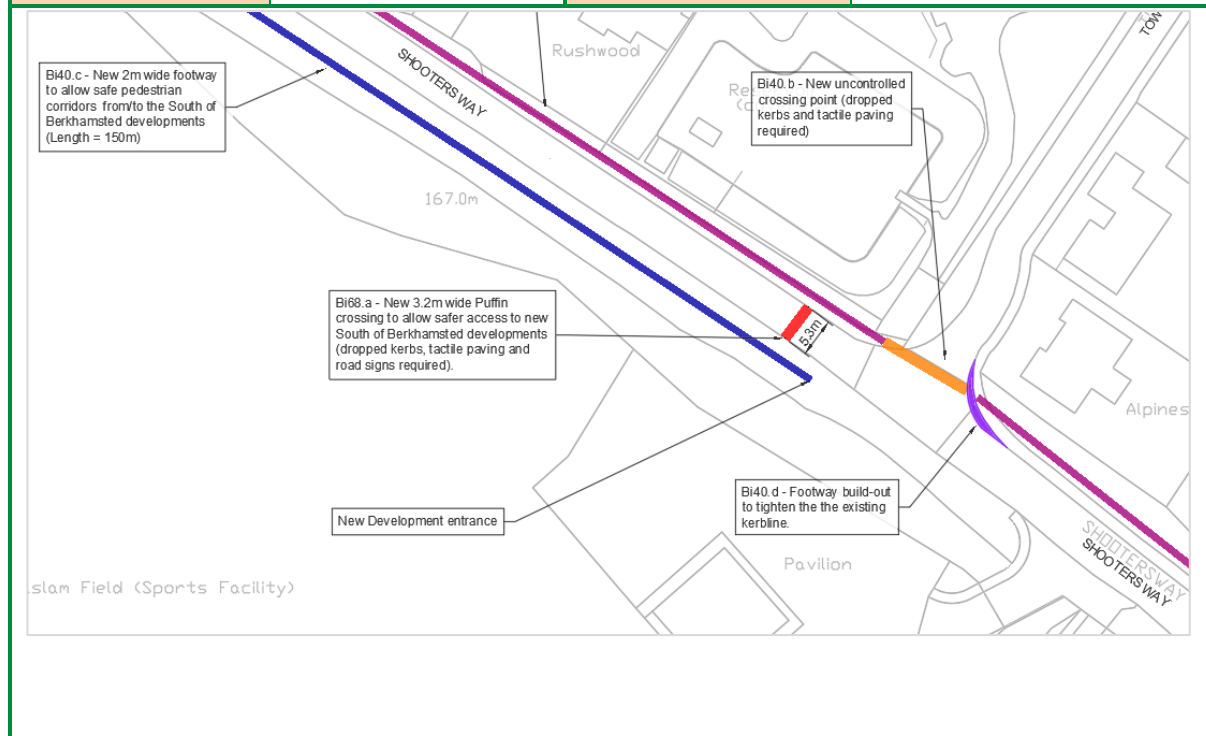 TOW
Rushwood
SHOOTERS WAY
Bi40.c - New 2m wide footway
to allow safe pedestrian
corridors from/to the South of
Berkhamsted developments
(Length = 150m)
Bi40.b - New uncontrolled
crossing point (dropped
kerbs and tactile paving
required)
167.0m
Bi68.a - New 3.2m wide Puffin
crossing to allow safer access to new
South of Berkhamsted developments
(dropped kerbs, tactile paving and
road signs required).
5.3m
Alpines
Bi40.d - Footway build-out
to tighten the the existing
kerbline.
New Development entrance
SHOOTERSWAY
SHOOTERS WAY
Pavilion
slam Field (Sports Facility)